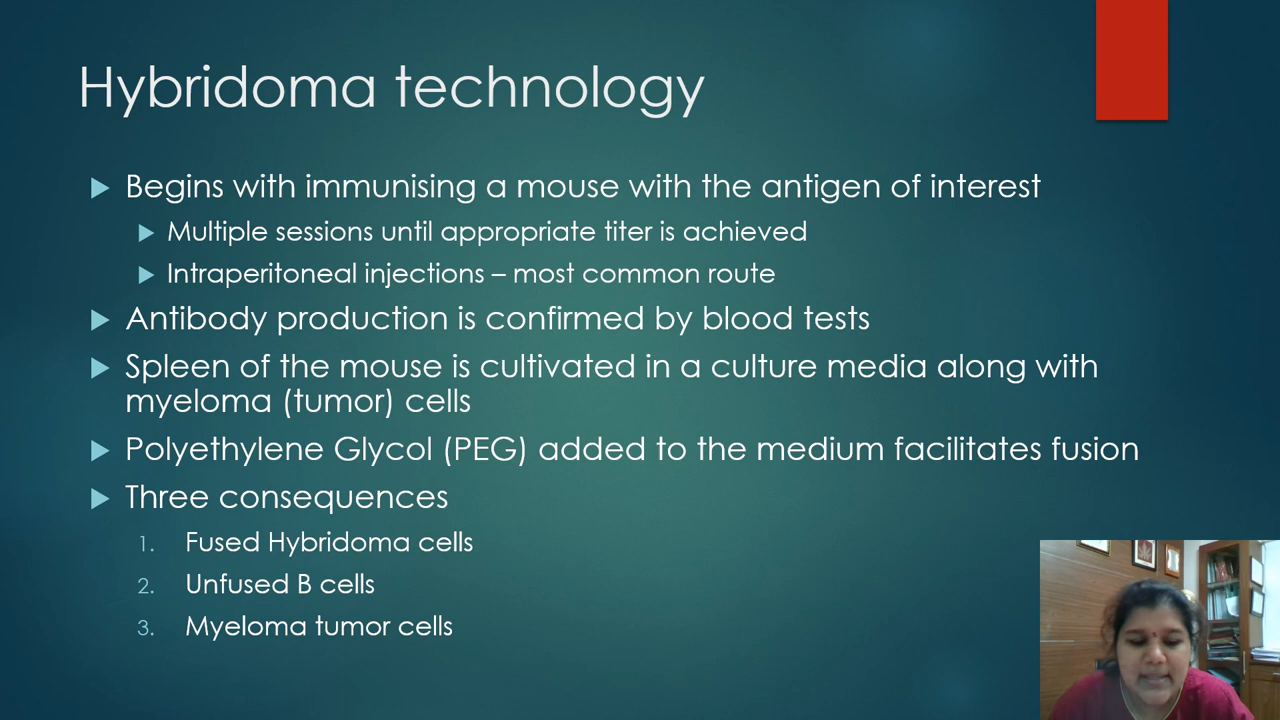 Hybridoma technology
Begins with immunising a mouse with the antigen of interest
Multiple sessions until appropriate titer is achieved
Intraperitoneal injections – most common route
Antibody production is confirmed by blood tests
Spleen of the mouse is cultivated in a culture media along with
myeloma (tumor) cells
Polyethylene Glycol (PEG) added to the medium facilitates fusion
Three consequences
1. Fused Hybridoma cells
2. Unfused B cells
3. Myeloma tumor cells